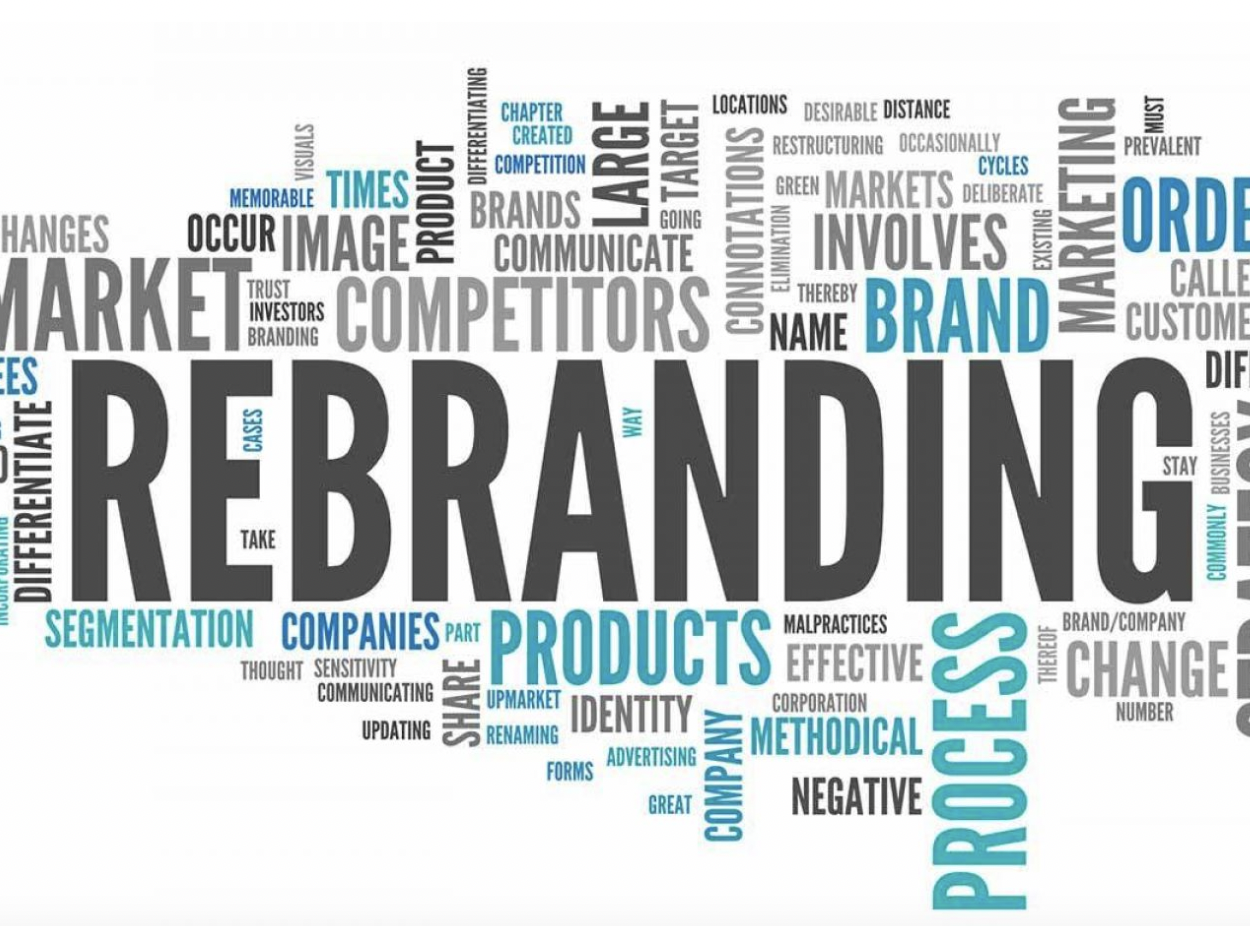 DIFFERENTIATING
CHAPTER
CREATED
COMPETITION
LARGE
TARGET
LOCATIONS
DESIRABLE
DISTANCE
MARKETING
MUST
PREVALENT
VISUALS
MEMORABLE
TIMES
PRODUCT
BRANDS
GOING
CONNOTATIONS
RESTRUCTURING
OCCASIONALLY
CYCLES
GREEN
MARKETS
DELIBERATE
ORDE
HANGES
OCCUR
IMAGE
COMMUNICATE
ELIMINATION
INVOLVES
EXISTING
CALLE
MARKET
TRUST
INVESTORS
BRANDING
COMPETITORS
THEREBY
NAME
BRAND
CUSTOME
EES
DIFF
DIFFERENTIATE
REBRANDING
CASES
WAY
TAKE
STAY
BUSINESSES
COMMONLY
INCORPORATING
SEGMENTATION
COMPANIES
PART
PRODUCTS
MALPRACTICES
PROCESS
THEREOF
BRAND/COMPANY
THOUGHT
SENSITIVITY
COMMUNICATING
SHARE
EFFECTIVE
CHANGE
UPMARKET
IDENTITY
CORPORATION
NUMBER
UPDATING
RENAMING
COMPANY
METHODICAL
ADVERTISING
FORMS
GREAT
NEGATIVE